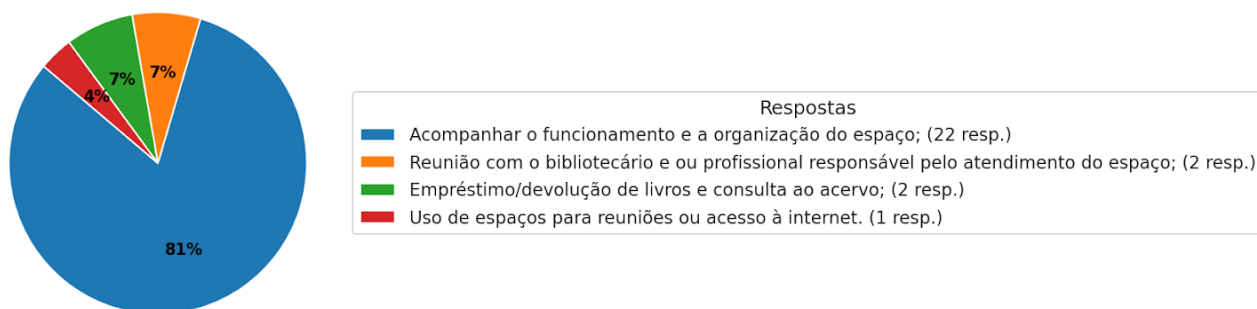 7%
7%
4%
81%
Respostas
Acompanhar o funcionamento e a organização do espaço; (22 resp.)
Reunião com o bibliotecário e ou profissional responsável pelo atendimento do espaço; (2 resp.)
Empréstimo/devolução de livros e consulta ao acervo; (2 resp.)
Uso de espaços para reuniões ou acesso à internet. (1 resp.)